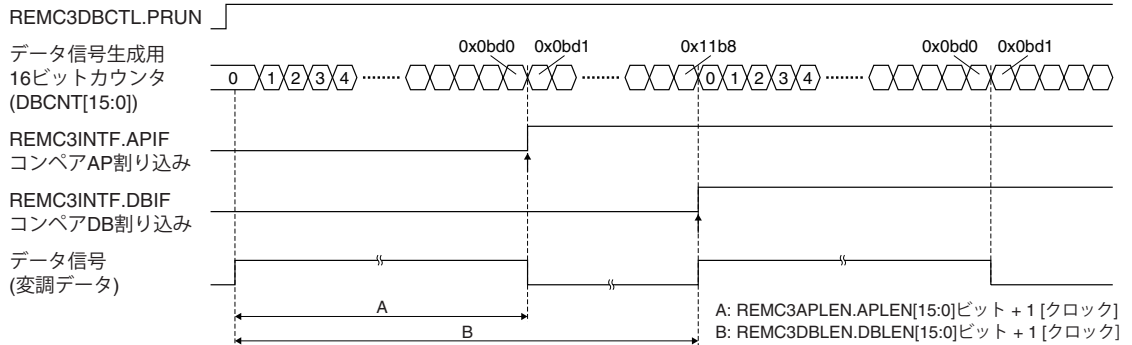 REMC3DBCTL.PRUN
データ信号生成用
16ビットカウンタ
(DBCNT[15:0])
0x0bd0 0x0bd1 0x11b8 0x0bd0 0x0bd1
0 1 2 3 4 0 1 2 3 4
REMC3INTF.APIF
コンペアAP割り込み
REMC3INTF.DBIF
コンペアDB割り込み
データ信号
(変調データ)
A
B
A: REMC3APLEN.APLEN[15:0]ビット + 1 [クロック]
B: REMC3DBLEN.DBLEN[15:0]ビット + 1 [クロック]